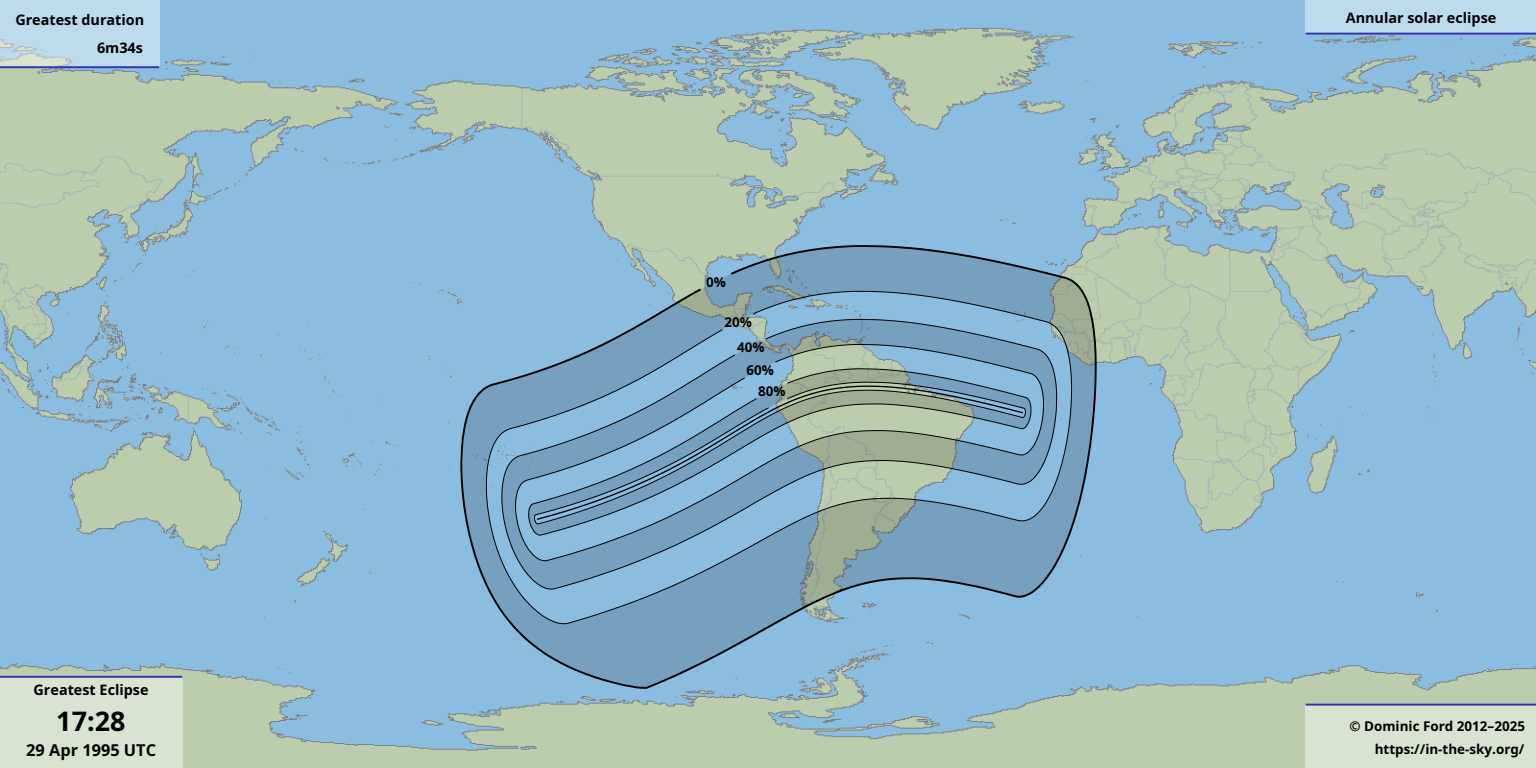 Greatest duration
6m34s
Annular solar eclipse
0%
20%
40%
60%
80%
Greatest Eclipse
17:28
29 Apr 1995 UTC
© Dominic Ford 2012–2025
https://in-the-sky.org/